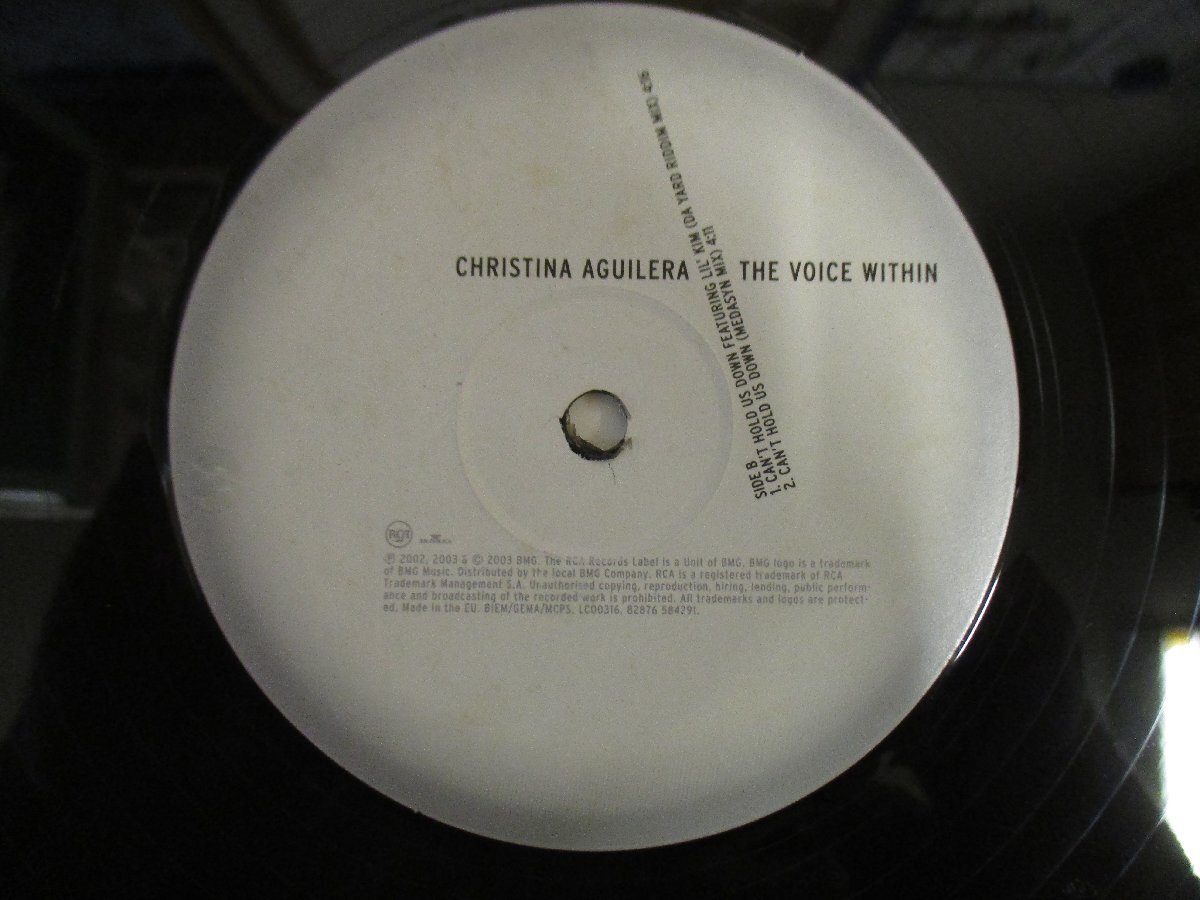 CHRISTINA AGUILERA THE VOICE WITHIN
SIDE B
1. CAN'T HOLD US DOWN FEATURING LIL' KIM (DA YARD RIDDIM MIX)
2. CAN'T HOLD US DOWN (MEDASYN MIX) 4:11
RCA
℗ 2002, 2003 & © 2003 BMG. The RCA Records Label is a Unit of BMG. BMG logo is a trademark
of BMG Music. Distributed by the local BMG Company. RCA is a registered trademark of RCA
Trademark Management S.A. Unauthorised copying, reproduction, hiring, lending, public perform-
ance and broadcasting of the recorded work is prohibited. All trademarks and logos are protect-
ed. Made in the EU. BIEM/GEMA/MCPS. LC00316. 82876 584291.